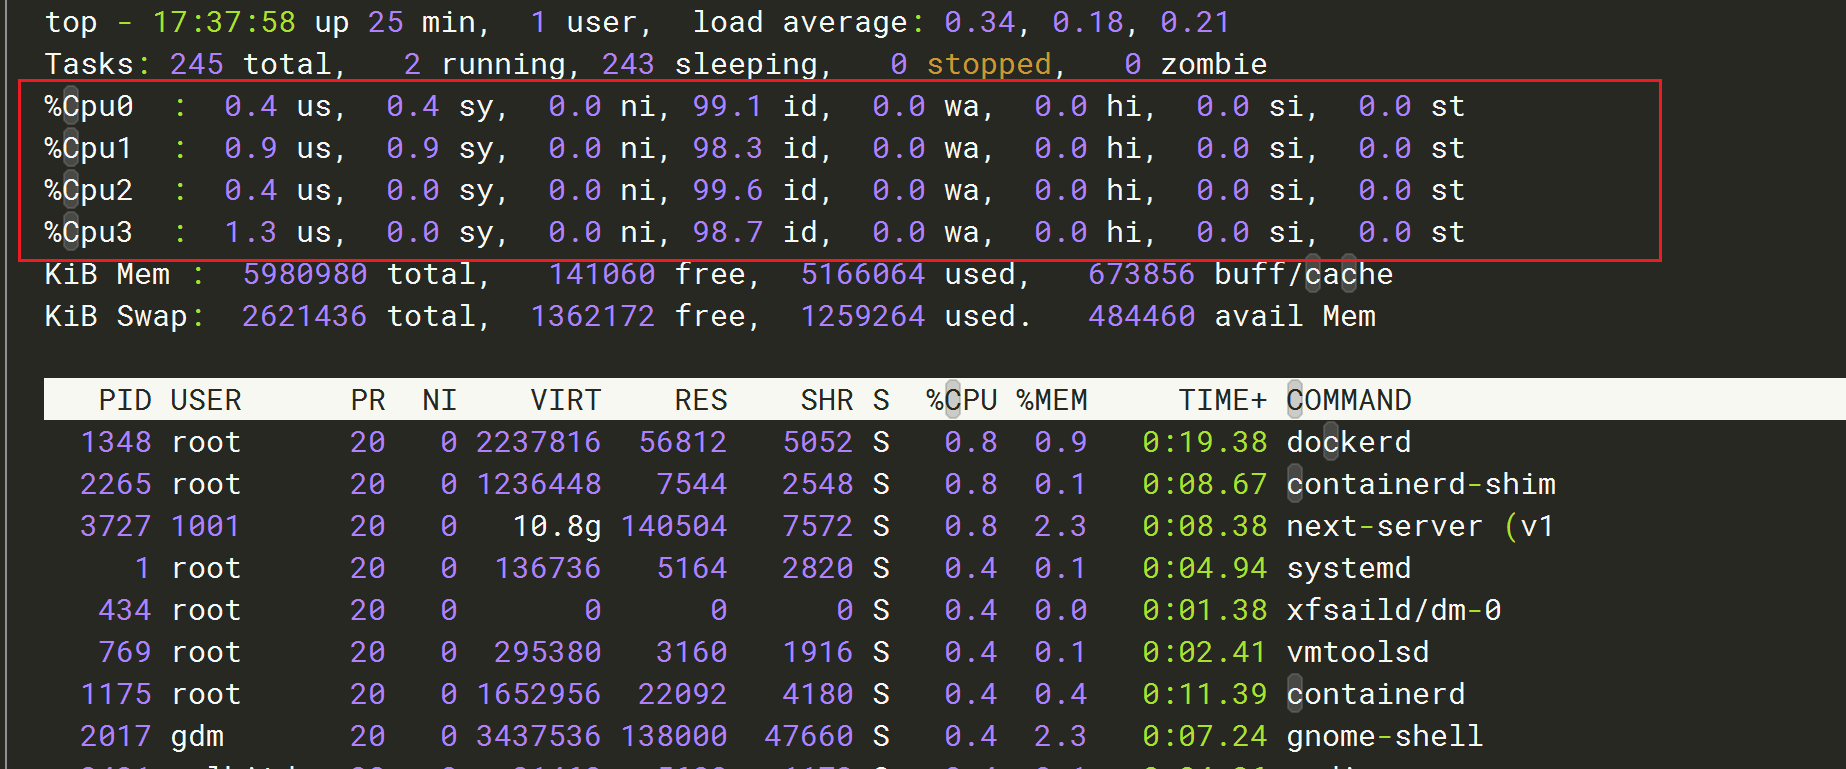 top - 17:37:58 up 25 min,  1 user,  load average: 0.34, 0.18, 0.21
Tasks: 245 total,   2 running, 243 sleeping,   0 stopped,   0 zombie
%Cpu0  :  0.4 us,  0.4 sy,  0.0 ni, 99.1 id,  0.0 wa,  0.0 hi,  0.0 si,  0.0 st
%Cpu1  :  0.9 us,  0.9 sy,  0.0 ni, 98.3 id,  0.0 wa,  0.0 hi,  0.0 si,  0.0 st
%Cpu2  :  0.4 us,  0.0 sy,  0.0 ni, 99.6 id,  0.0 wa,  0.0 hi,  0.0 si,  0.0 st
%Cpu3  :  1.3 us,  0.0 sy,  0.0 ni, 98.7 id,  0.0 wa,  0.0 hi,  0.0 si,  0.0 st
KiB Mem :  5980980 total,   141060 free,  5166064 used,   673856 buff/cache
KiB Swap:  2621436 total,  1362172 free,  1259264 used.   484460 avail Mem
PID USER      PR  NI    VIRT    RES    SHR S  %CPU %MEM     TIME+ COMMAND
1348 root      20   0 2237816  56812   5052 S   0.8  0.9   0:19.38 dockerd
2265 root      20   0 1236448   7544   2548 S   0.8  0.1   0:08.67 containerd-shim
3727 1001      20   0   10.8g 140504   7572 S   0.8  2.3   0:08.38 next-server (v1
1 root      20   0  136736   5164   2820 S   0.4  0.1   0:04.94 systemd
434 root      20   0       0      0      0 S   0.4  0.0   0:01.38 xfsaild/dm-0
769 root      20   0  295380   3160   1916 S   0.4  0.1   0:02.41 vmtoolsd
1175 root      20   0 1652956  22092   4180 S   0.4  0.4   0:11.39 containerd
2017 gdm       20   0 3437536 138000  47660 S   0.4  2.3   0:07.24 gnome-shell